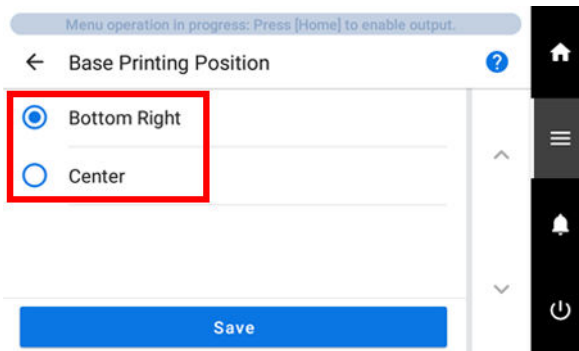 Menu operation in progress: Press [Home] to enable output.
Base Printing Position
?
Bottom Right
Center
Save